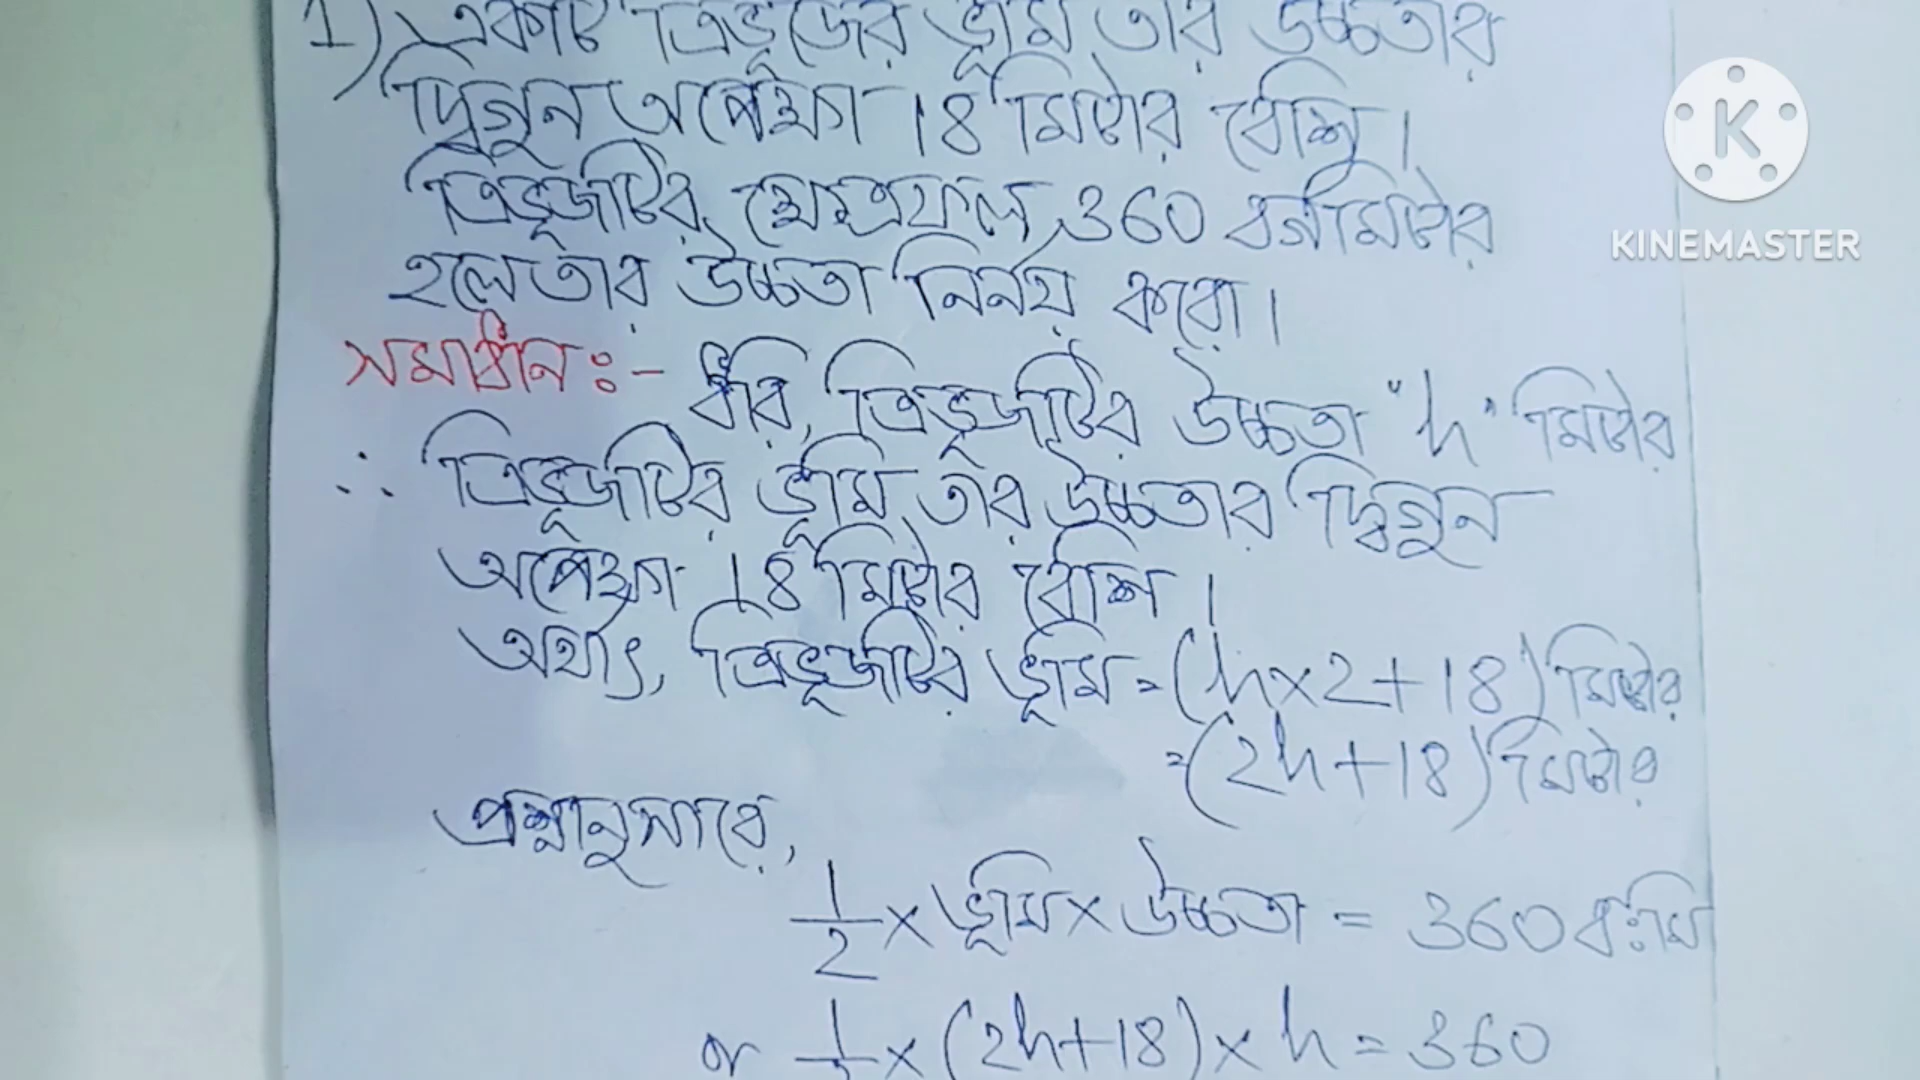 1) একটি ত্রিভূজের ভূমি তার উচ্চতার
দ্বিগুন অপেক্ষা 18 মিটার বেশি।
ত্রিভূজটির ক্ষেত্রফল 360 বর্গমিটার
হলে তার উচ্চতা নির্নয় করো।
সমাধান ঃ-
ধরি, ত্রিভূজটির উচ্চতা "h" মিটার
∴ ত্রিভূজটির ভূমি তার উচ্চতার দ্বিগুন
অপেক্ষা 18 মিটার বেশি।
অর্থাৎ, ত্রিভূজটির ভূমি = (h×2+18) মিটার
=(2h+18) মিটার
প্রশ্নানুসারে,
1/2 × ভূমি × উচ্চতা = 360 বঃমি
or 1/2 × (2h+18) × h = 360
K
KINEMASTER